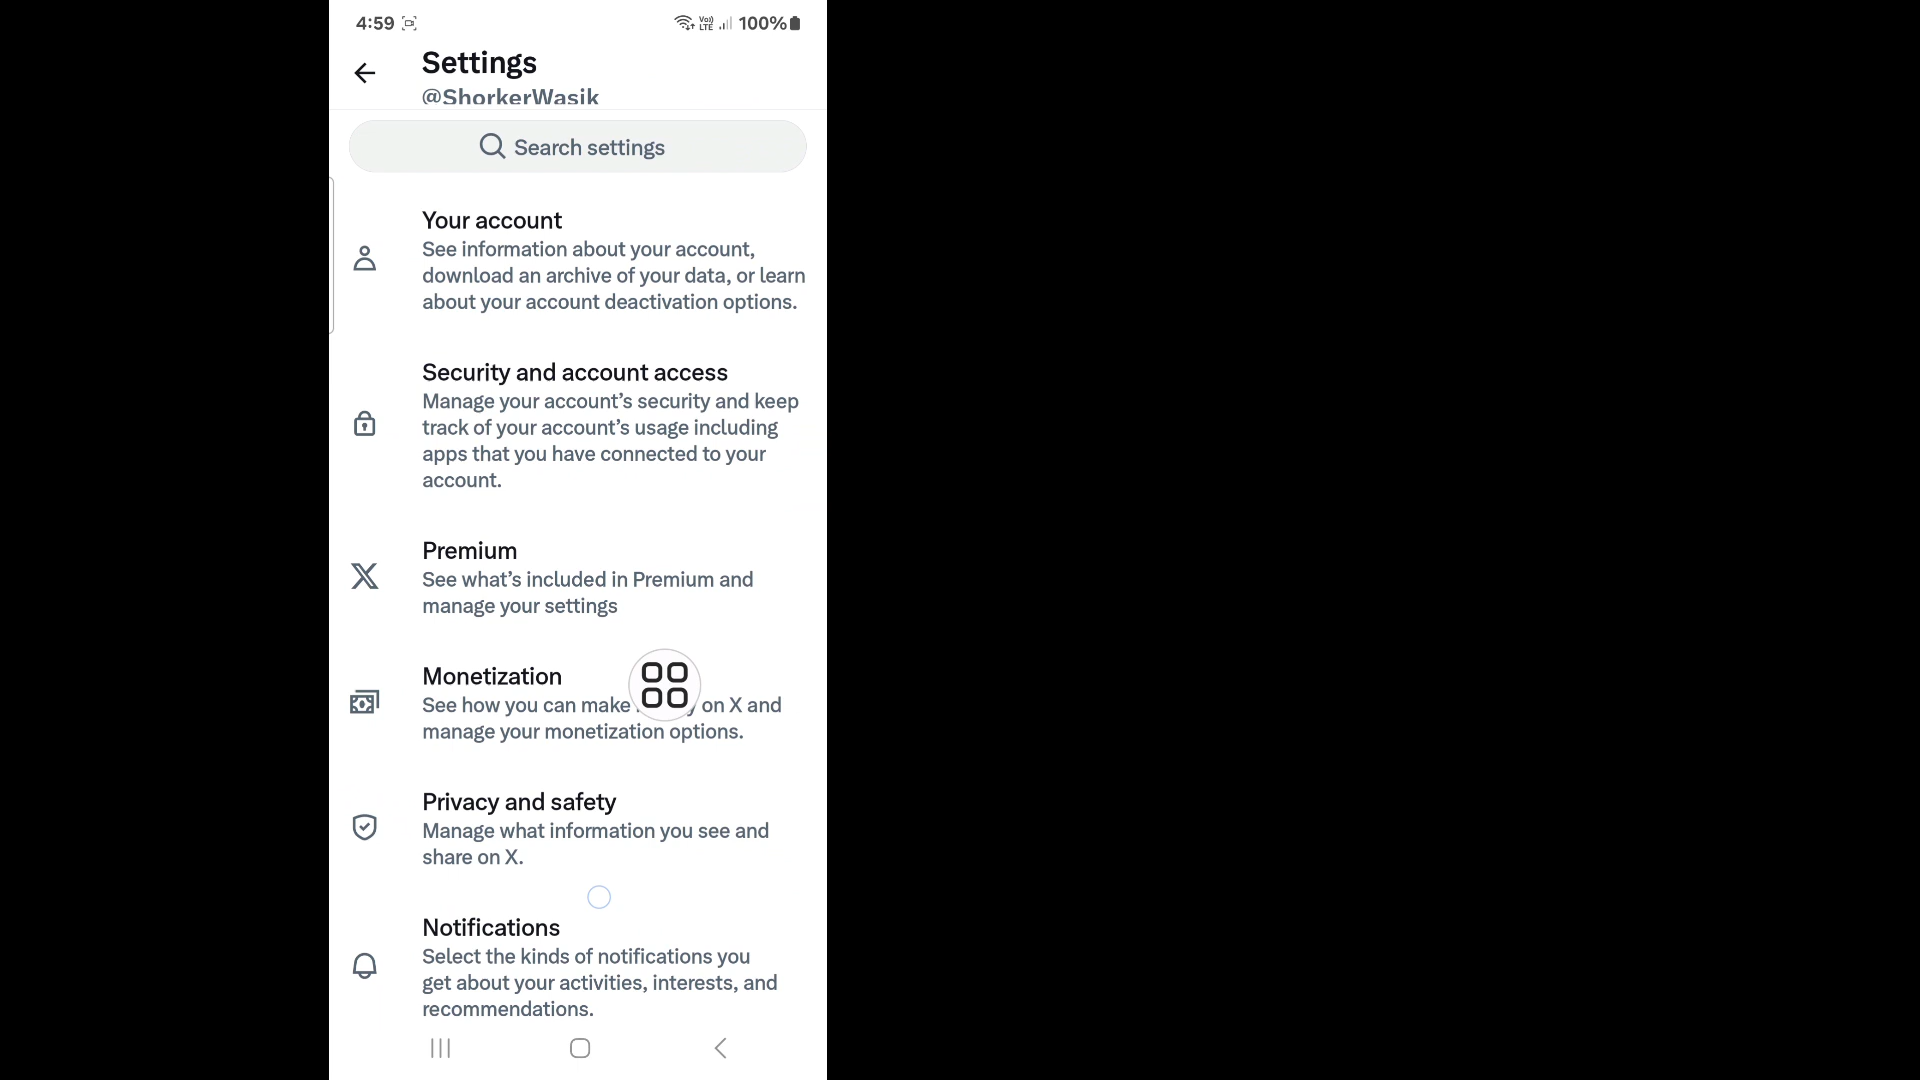 4:59 Vo)) LTE 100%
Settings
@ShorkerWasik
Search settings
Your account
See information about your account,
download an archive of your data, or learn
about your account deactivation options.
Security and account access
Manage your account’s security and keep
track of your account’s usage including
apps that you have connected to your
account.
Premium
See what’s included in Premium and
manage your settings
Monetization
See how you can make on X and
manage your monetization options.
Privacy and safety
Manage what information you see and
share on X.
Notifications
Select the kinds of notifications you
get about your activities, interests, and
recommendations.